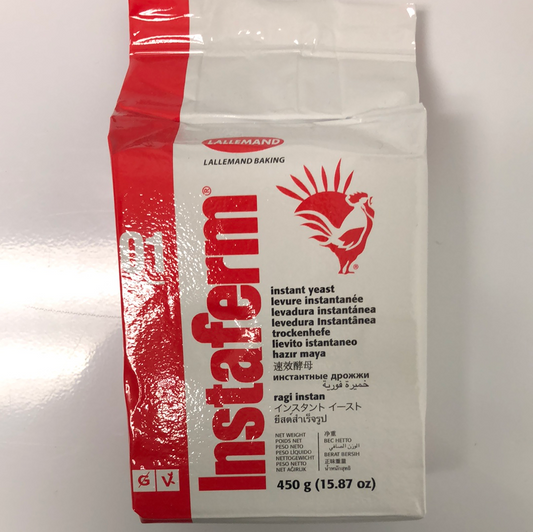 LALLEMAND
LALLEMAND BAKING
Instaferm®
01
instant yeast
levure instantanée
levadura instantánea
levedura Instantânea
trockenhefe
lievito istantaneo
hazır maya
速效酵母
инстантные дрожжи
خميرة فورية
ragi instan
インスタント イースト
ยีสต์สำเร็จรูป
NET WEIGHT
POIDS NET
PESO NETO
PESO LÍQUIDO
NETTOGEWICHT
PESO NETTO
NET AĞIRLIK
净重
ВЕС НЕТТО
الوزن الصافي
BERAT BERSIH
正味重量
น้ำหนักสุทธิ
450 g (15.87 oz)
G
V